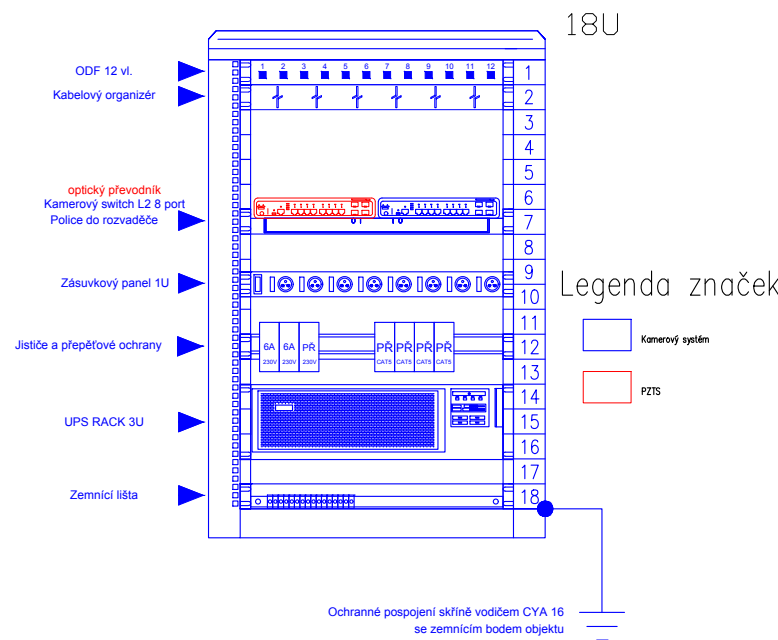 18U
ODF 12 vl.
1 2 3 4 5 6 7 8 9 10 11 12
1
Kabelový organizér
2
3
4
5
optický převodník
6
Kamerový switch L2 8 port
Police do rozvaděče
7
8
Zásuvkový panel 1U
9
10
Legenda značek
11
Kamerový systém
Jističe a přepěťové ochrany
6A 6A PŘ PŘ PŘ PŘ PŘ
230V 230V 230V CAT5 CAT5 CAT5 CAT5
12
13
PZTS
14
UPS RACK 3U
15
16
17
Zemnící lišta
18
Ochranné pospojení skříně vodičem CYA 16
se zemnícím bodem objektu